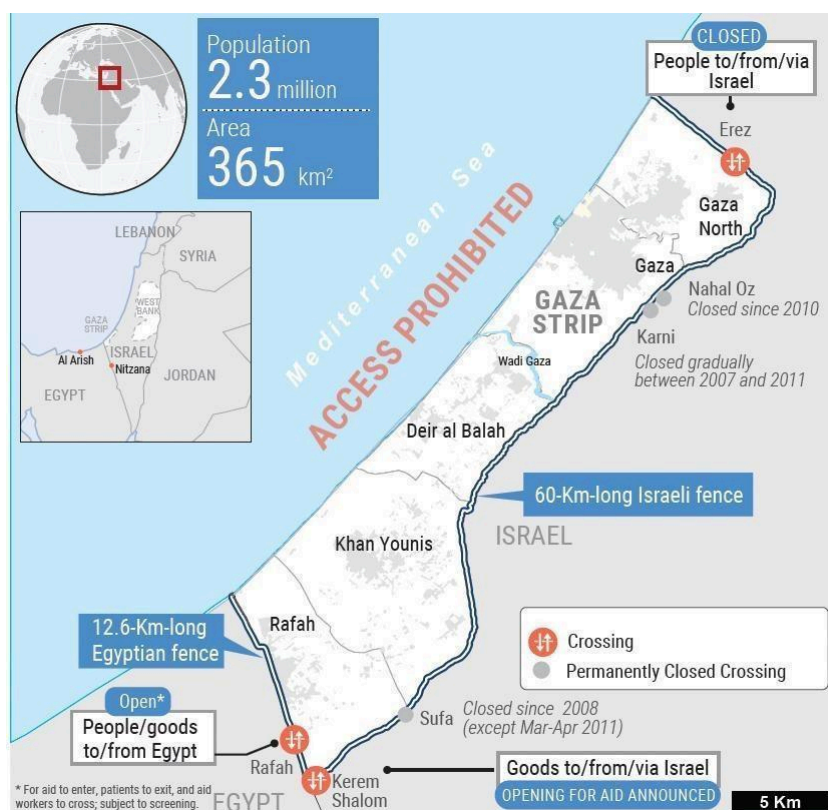 Population
2.3 million
Area
365 km²
CLOSED
People to/from/via
Israel
Erez
Gaza
North
Gaza
Nahal Oz
Closed since 2010
Karni
Closed gradually
between 2007 and 2011
GAZA
STRIP
Mediterranean Sea
ACCESS PROHIBITED
Wadi Gaza
LEBANON
SYRIA
WEST
BANK
GAZA
STRIP
ISRAEL
Al Arish
Nitzana
JORDAN
EGYPT
Deir al Balah
60-Km-long Israeli fence
ISRAEL
Khan Younis
12.6-Km-long
Egyptian fence
Rafah
Crossing
Permanently Closed Crossing
Open*
People/goods
to/from Egypt
Rafah
Sufa
Closed since 2008
(except Mar-Apr 2011)
Kerem
Shalom
Goods to/from/via Israel
OPENING FOR AID ANNOUNCED
* For aid to enter, patients to exit, and aid
workers to cross; subject to screening.
EGYPT
5 Km